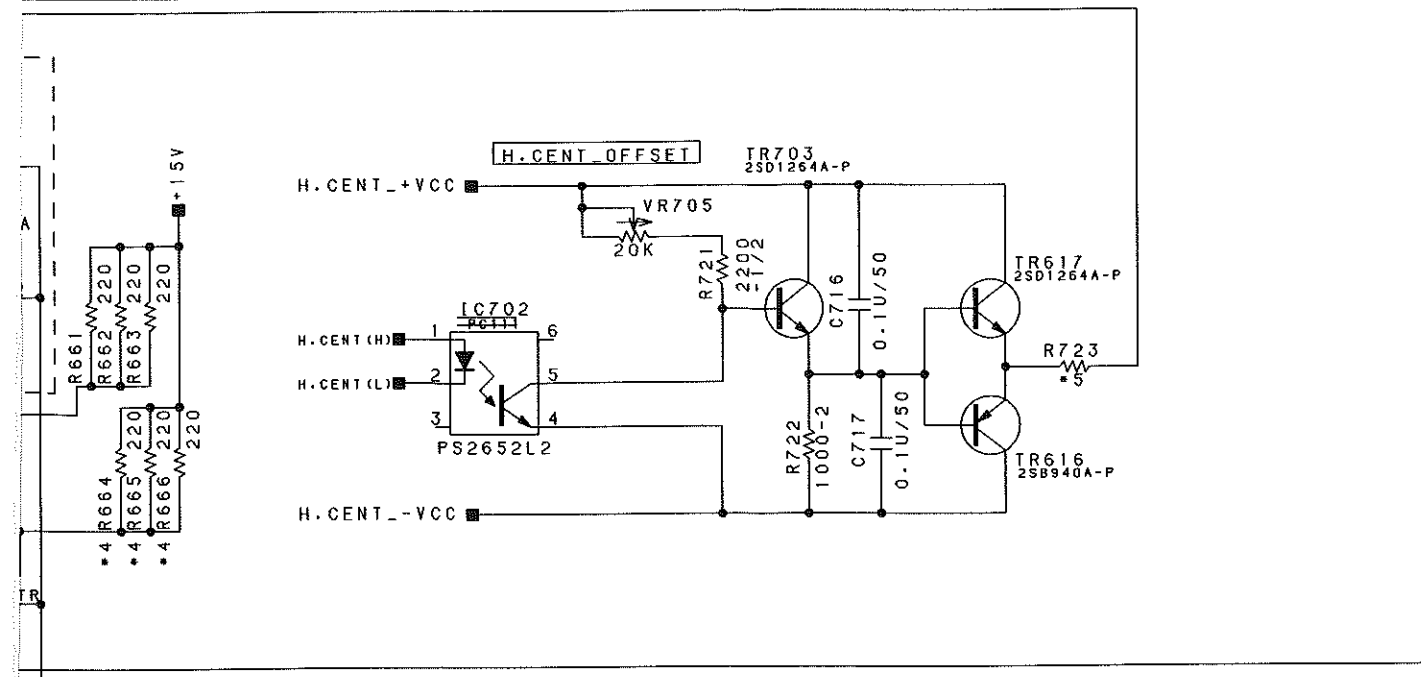 H.CENT_OFFSET
TR703
2SD1264A-P
+15V
H.CENT_+VCC
VR705
20K
A
R721
2200
-1/2
TR617
2SD1264A-P
C716
0.1U/50
R661
220
R662
220
R663
220
IC702
PC111
H.CENT(H)
1
6
H.CENT(L)
2
5
3
4
PS2652L2
R723
*5
R722
1000-2
C717
0.1U/50
TR616
2SB940A-P
*4 R664
220
*4 R665
220
*4 R666
220
H.CENT_-VCC
TR